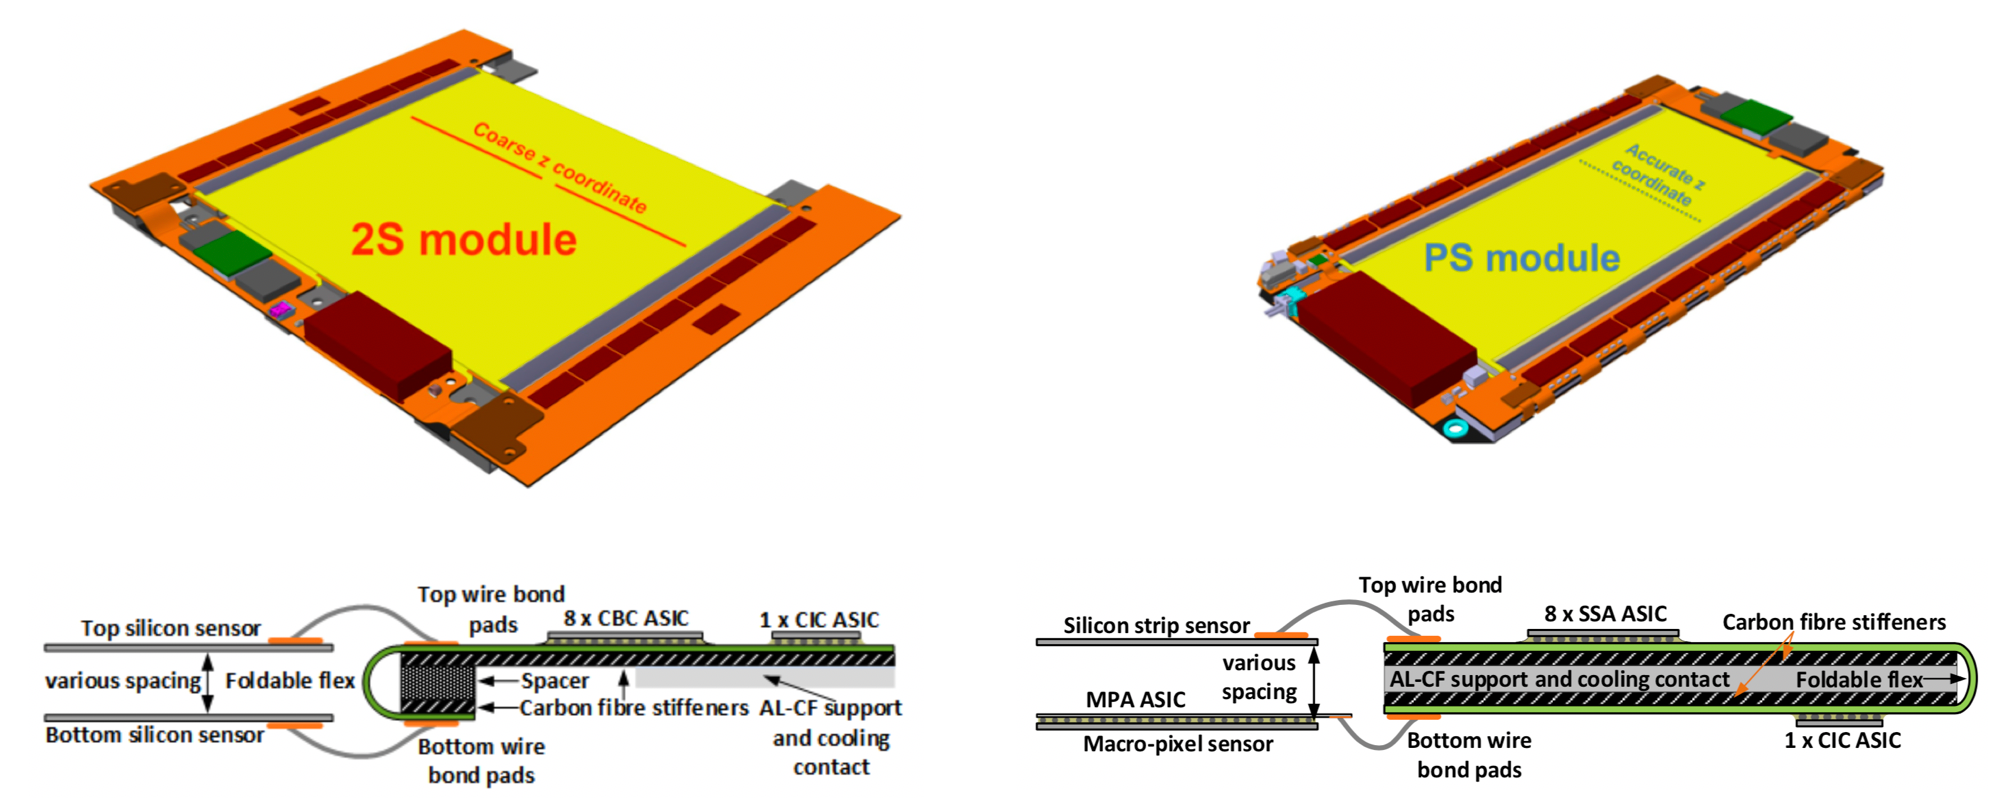 Coarse z coordinate
2S module
Accurate z
coordinate
PS module
Top wire bond
pads
8 x CBC ASIC
1 x CIC ASIC
Top silicon sensor
various spacing
Foldable flex
Spacer
Carbon fibre stiffeners
AL-CF support
and cooling
contact
Bottom silicon sensor
Bottom wire
bond pads
Top wire bond
pads
8 x SSA ASIC
Carbon fibre stiffeners
Silicon strip sensor
various
spacing
AL-CF support and cooling contact
Foldable flex
MPA ASIC
Macro-pixel sensor
Bottom wire
bond pads
1 x CIC ASIC